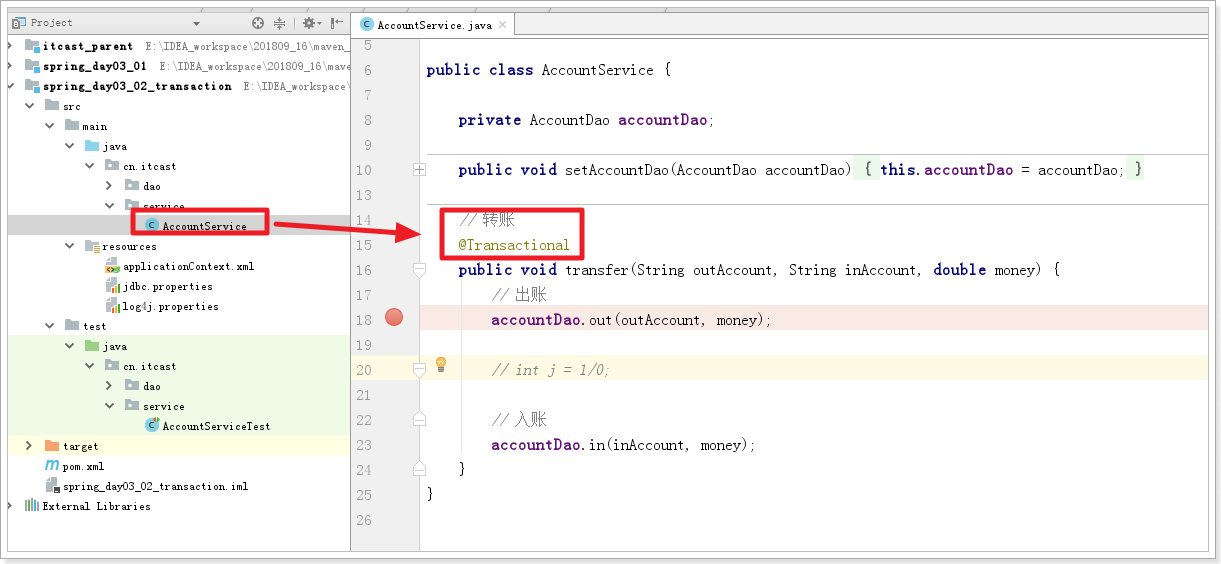 Project
itcast_parent E:\IDEA_workspace\201809_16\maven_
spring_day03_01 E:\IDEA_workspace\201809_16\maven
spring_day03_02_transaction E:\IDEA_workspace\
src
main
java
cn.itcast
dao
service
AccountService
resources
applicationContext.xml
jdbc.properties
log4j.properties
test
java
cn.itcast
dao
service
AccountServiceTest
target
pom.xml
spring_day03_02_transaction.iml
External Libraries
AccountService.java
5
6 public class AccountService {
7
8 private AccountDao accountDao;
9
10 public void setAccountDao(AccountDao accountDao) { this.accountDao = accountDao; }
13
14 // 转账
15 @Transactional
16 public void transfer(String outAccount, String inAccount, double money) {
17 // 出账
18 accountDao.out(outAccount, money);
19
20 // int j = 1/0;
21
22 // 入账
23 accountDao.in(inAccount, money);
24 }
25 }
26